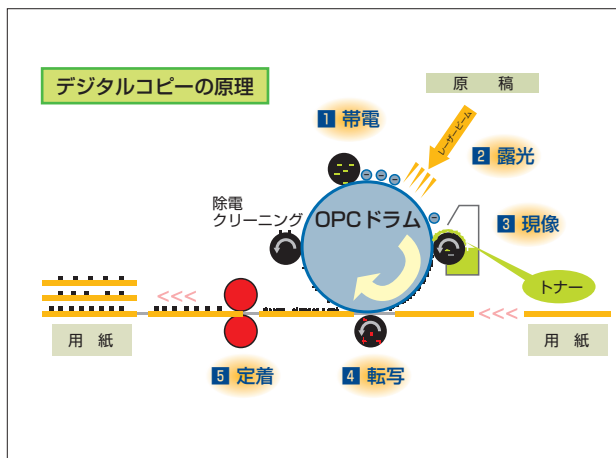 デジタルコピーの原理
原 稿
1 帯電
レーザービーム
2 露光
除電
クリーニング
OPCドラム
3 現像
トナー
<<<
<<<
用 紙
用 紙
5 定着
4 転写